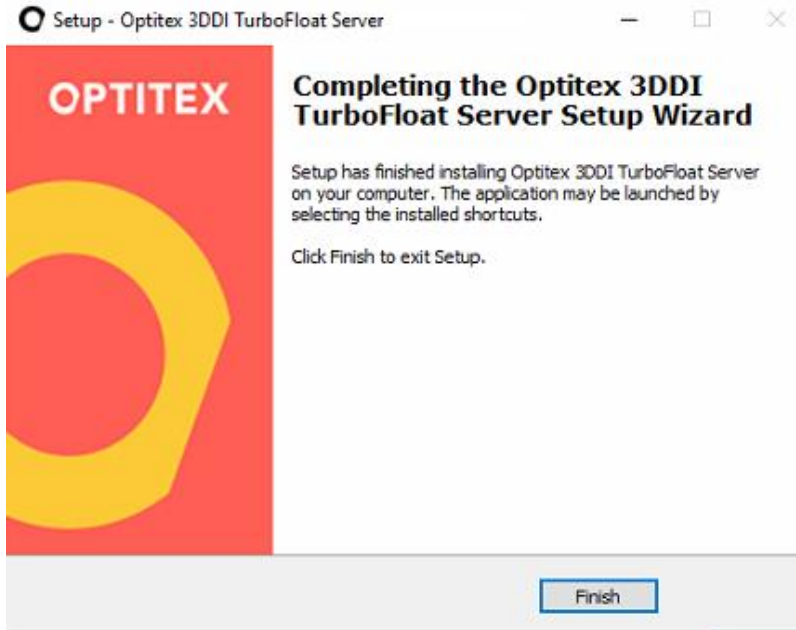 Setup - Optitex 3DDI TurboFloat Server
OPTITEX
Completing the Optitex 3DDI
TurboFloat Server Setup Wizard
Setup has finished installing Optitex 3DDI TurboFloat Server
on your computer. The application may be launched by
selecting the installed shortcuts.
Click Finish to exit Setup.
Finish